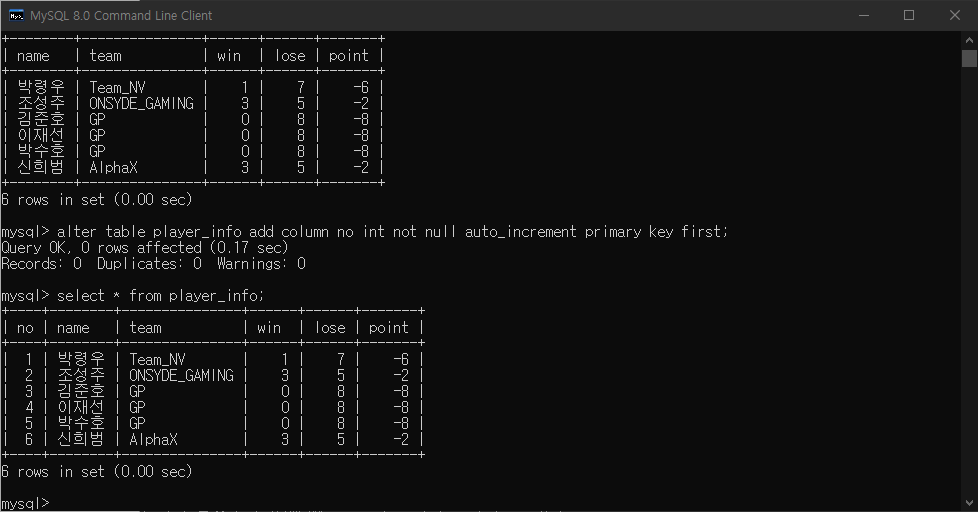 MySQL 8.0 Command Line Client
+--------+---------------+------+------+-------+
| name   | team          | win  | lose | point |
+--------+---------------+------+------+-------+
| 박령우 | Team_NV       |    1 |    7 |    -6 |
| 조성주 | ONSYDE_GAMING |    3 |    5 |    -2 |
| 김준호 | GP            |    0 |    8 |    -8 |
| 이재선 | GP            |    0 |    8 |    -8 |
| 박수호 | GP            |    0 |    8 |    -8 |
| 신희범 | AlphaX        |    3 |    5 |    -2 |
+--------+---------------+------+------+-------+
6 rows in set (0.00 sec)
mysql> alter table player_info add column no int not null auto_increment primary key first;
Query OK, 0 rows affected (0.17 sec)
Records: 0  Duplicates: 0  Warnings: 0
mysql> select * from player_info;
+----+--------+---------------+------+------+-------+
| no | name   | team          | win  | lose | point |
+----+--------+---------------+------+------+-------+
|  1 | 박령우 | Team_NV       |    1 |    7 |    -6 |
|  2 | 조성주 | ONSYDE_GAMING |    3 |    5 |    -2 |
|  3 | 김준호 | GP            |    0 |    8 |    -8 |
|  4 | 이재선 | GP            |    0 |    8 |    -8 |
|  5 | 박수호 | GP            |    0 |    8 |    -8 |
|  6 | 신희범 | AlphaX        |    3 |    5 |    -2 |
+----+--------+---------------+------+------+-------+
6 rows in set (0.00 sec)
mysql>